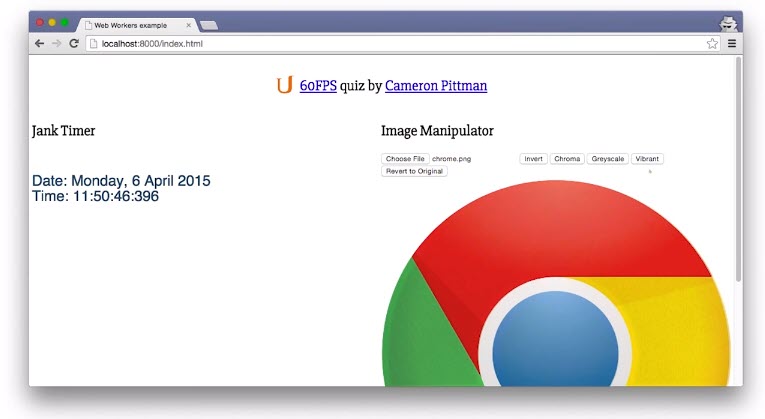 Web Workers example
localhost:8000/index.html
60FPS quiz by Cameron Pittman
Jank Timer
Image Manipulator
Choose File chrome.png Invert Chroma Greyscale Vibrant
Revert to Original
Date: Monday, 6 April 2015
Time: 11:50:46:396